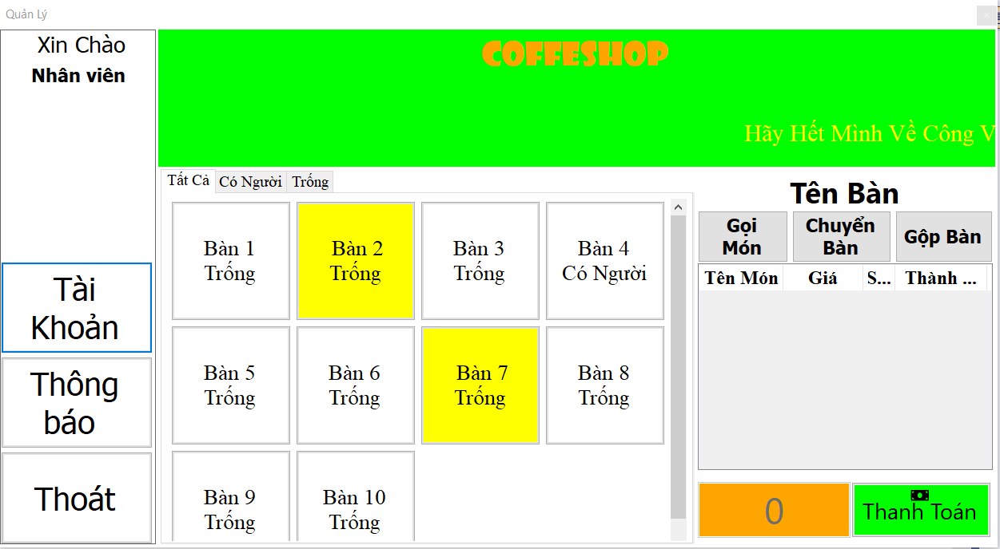 Quản Lý
Xin Chào
Nhân viên
COFFESHOP
Hãy Hết Mình Về Công V
Tất Cả
Có Người
Trống
Bàn 1
Trống
Bàn 2
Trống
Bàn 3
Trống
Bàn 4
Có Người
Bàn 5
Trống
Bàn 6
Trống
Bàn 7
Trống
Bàn 8
Trống
Bàn 9
Trống
Bàn 10
Trống
Tài
Khoản
Thông
báo
Thoát
Tên Bàn
Gọi
Món
Chuyển
Bàn
Gộp Bàn
Tên Món
Giá
S...
Thành ...
0
Thanh Toán